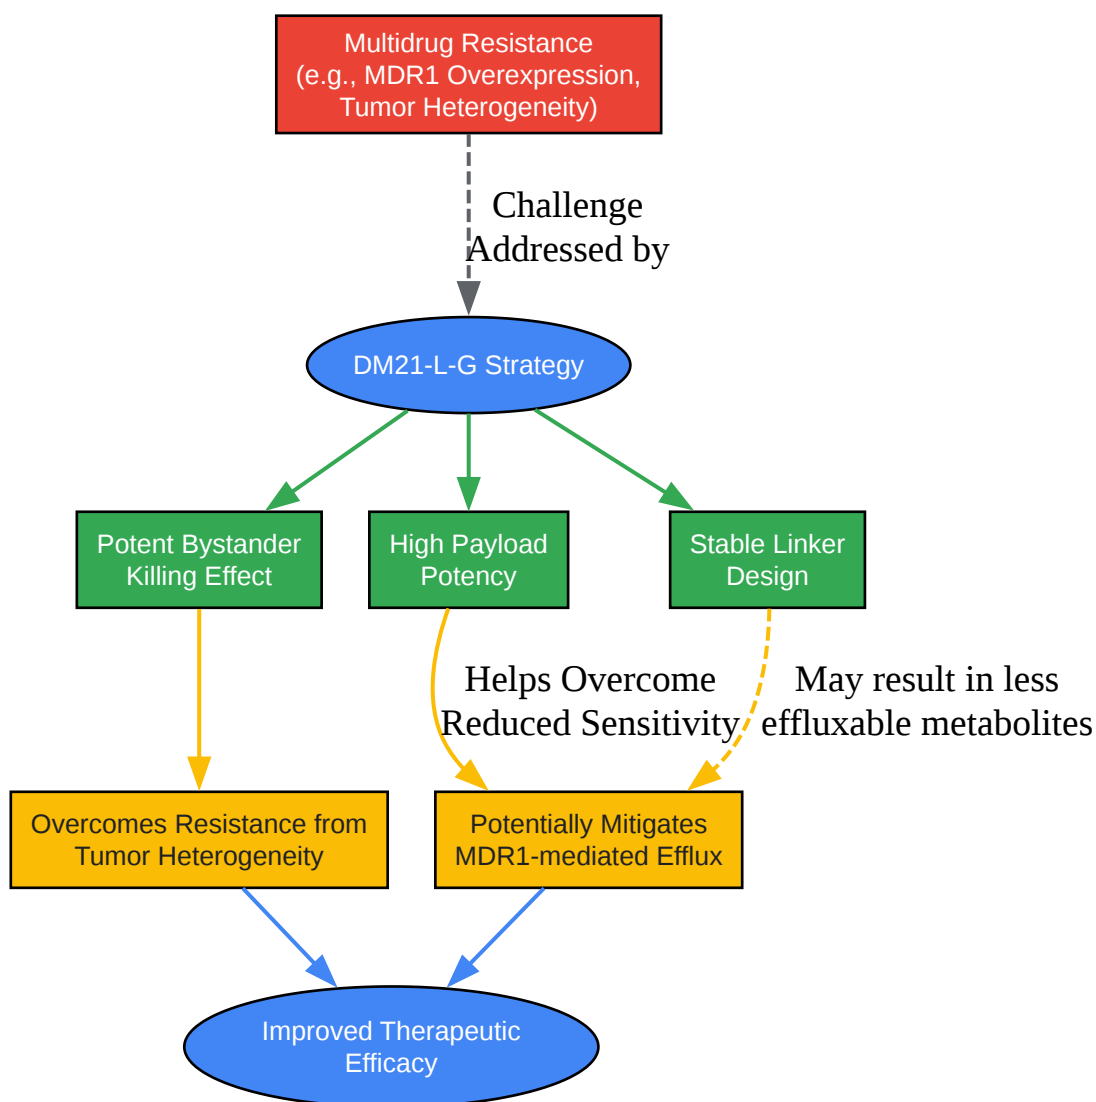 Multidrug Resistance
(e.g., MDR1 Overexpression,
Tumor Heterogeneity)
Challenge
Addressed by
DM21-L-G Strategy
Potent Bystander
Killing Effect
High Payload
Potency
Stable Linker
Design
Helps Overcome
Reduced Sensitivity
May result in less
effluxable metabolites
Overcomes Resistance from
Tumor Heterogeneity
Potentially Mitigates
MDR1-mediated Efflux
Improved Therapeutic
Efficacy